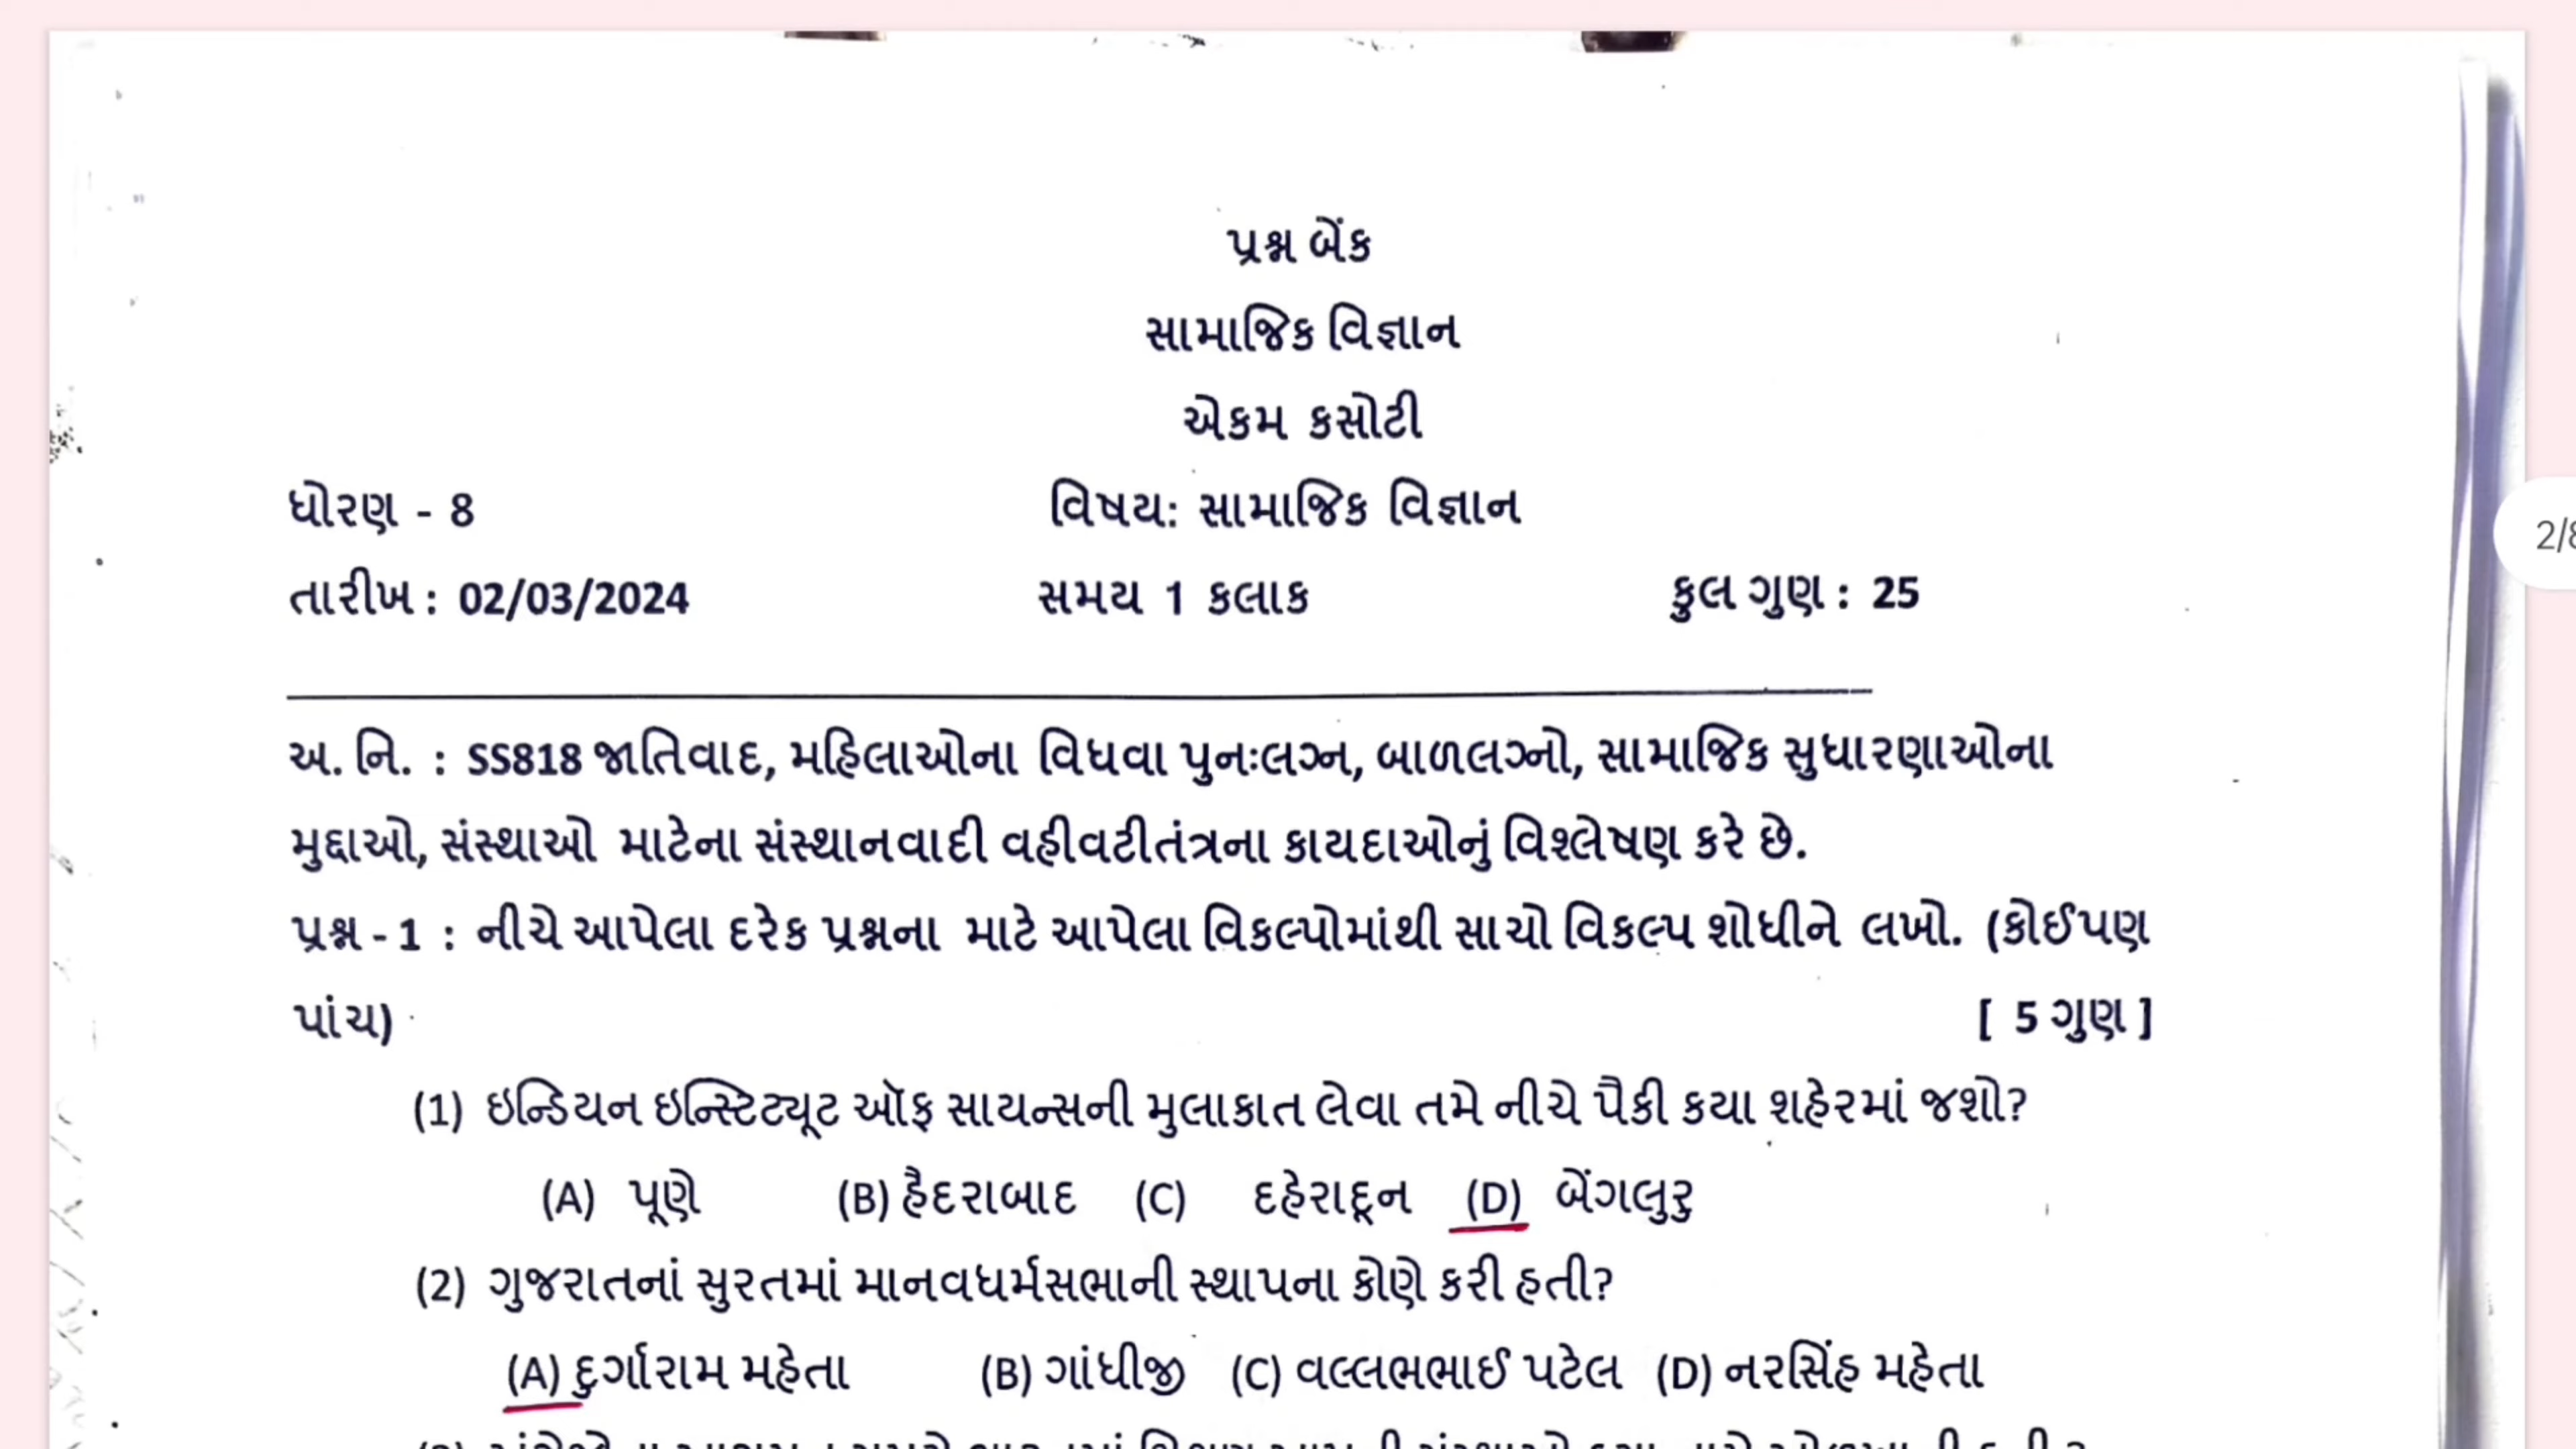 પ્રશ્ન બેંક
સામાજિક વિજ્ઞાન
એકમ કસોટી
ધોરણ - 8 વિષય: સામાજિક વિજ્ઞાન
2/8
તારીખ : 02/03/2024 સમય 1 કલાક કુલ ગુણ : 25
અ. નિ. : SS818 જાતિવાદ, મહિલાઓના વિધવા પુનઃલગ્ન, બાળલગ્નો, સામાજિક સુધારણાઓના
મુદ્દાઓ, સંસ્થાઓ માટેના સંસ્થાનવાદી વહીવટીતંત્રના કાયદાઓનું વિશ્લેષણ કરે છે.
પ્રશ્ન - 1 : નીચે આપેલા દરેક પ્રશ્નના માટે આપેલા વિકલ્પોમાંથી સાચો વિકલ્પ શોધીને લખો. (કોઈપણ
પાંચ) [ 5 ગુણ ]
(1) ઇન્ડિયન ઇન્સ્ટિટ્યૂટ ઑફ સાયન્સની મુલાકાત લેવા તમે નીચે પૈકી કયા શહેરમાં જશો?
(A) પૂણે (B) હૈદરાબાદ (C) દહેરાદૂન (D) બેંગલુરુ
(2) ગુજરાતનાં સુરતમાં માનવધર્મસભાની સ્થાપના કોણે કરી હતી?
(A) દુર્ગારામ મહેતા (B) ગાંધીજી (C) વલ્લભભાઈ પટેલ (D) નરસિંહ મહેતા